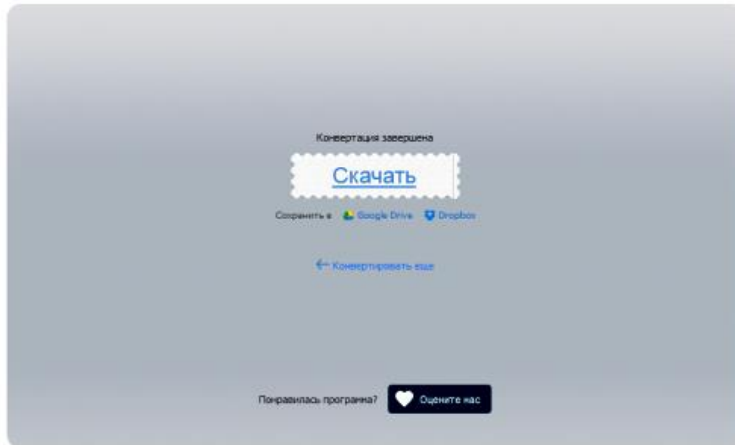 Конвертация завершена
Скачать
Сохранить в Google Drive Dropbox
← Конвертировать еще
Понравилась программа? Оцените нас